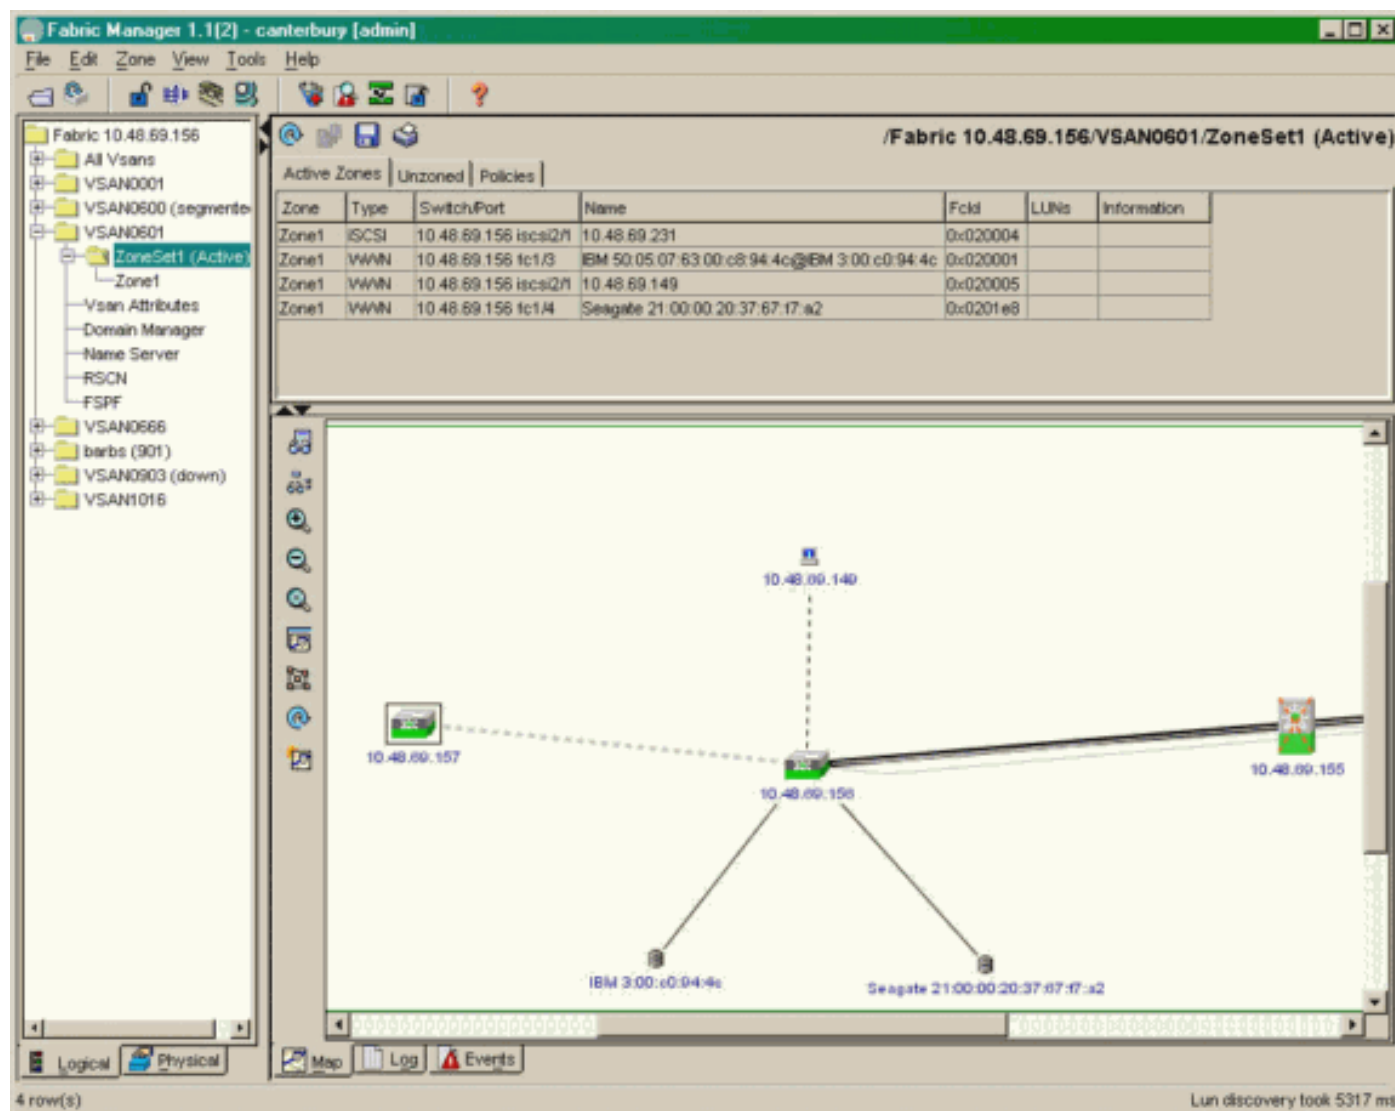 Fabric Manager 1.1(2) - canterbury [admin]
File Edit Zone View Tools Help
Fabric 10.48.69.156
All Vsans
VSAN0001
VSAN0600 (segmente
VSAN0601
ZoneSet1 (Active)
Zone1
Vsan Attributes
Domain Manager
Name Server
RSCN
FSPF
VSAN0666
barbs (901)
VSAN0903 (down)
VSAN1016
Logical Physical
/Fabric 10.48.69.156/VSAN0601/ZoneSet1 (Active)
Active Zones Unzoned Policies
Zone Type Switch/Port Name FcId LUNs Information
Zone1 iSCSI 10.48.69.156 iscsi2/1 10.48.69.231 0x020004
Zone1 WWN 10.48.69.156 fc1/3 IBM 50:05:07:63:00:c8:94:4c@IBM 3:00:c0:94:4c 0x020001
Zone1 WWN 10.48.69.156 iscsi2/1 10.48.69.149 0x020005
Zone1 WWN 10.48.69.156 fc1/4 Seagate 21:00:00:20:37:67:f7:a2 0x0201e8
10.48.69.149
10.48.69.157
10.48.69.156
10.48.69.155
IBM 3:00:c0:94:4c
Seagate 21:00:00:20:37:67:f7:a2
Map Log Events
4 row(s)
Lun discovery took 5317 ms